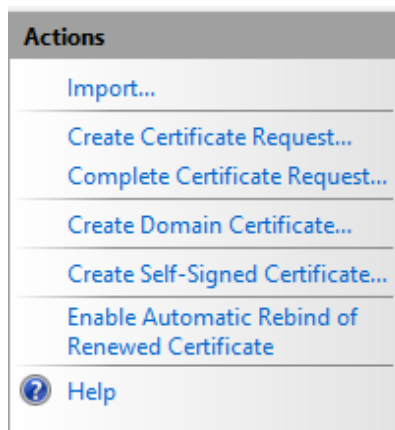 Actions
Import...
Create Certificate Request...
Complete Certificate Request...
Create Domain Certificate...
Create Self-Signed Certificate...
Enable Automatic Rebind of
Renewed Certificate
? Help